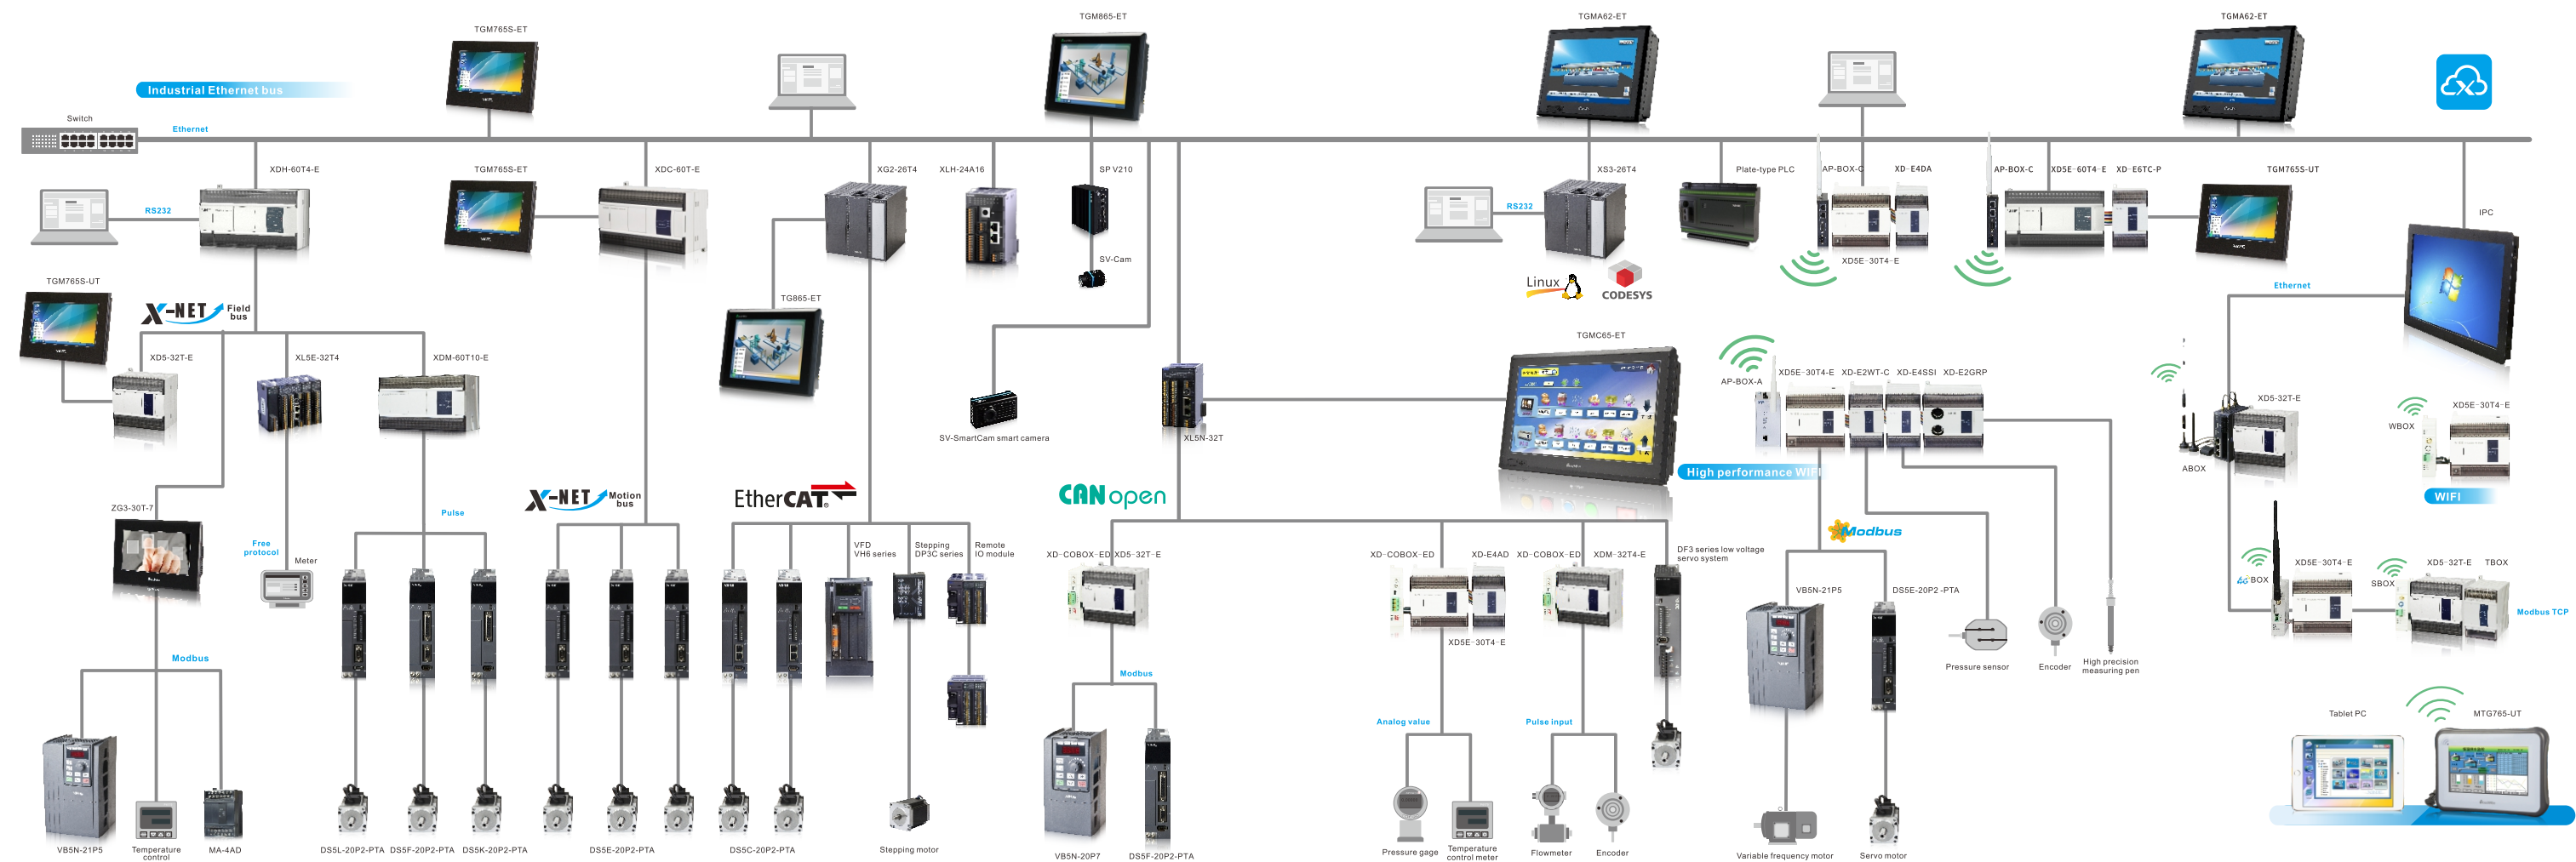 TGM765S-ET
TGM865-ET
TGMA62-ET
TGMA62-ET
Industrial Ethernet bus
Switch
Ethernet
XDH-60T4-E
TGM765S-ET
XDC-60T-E
XG2-26T4
XLH-24A16
SP V210
XS3-26T4
Plate-type PLC
AP-BOX-C
XD-E4DA
AP-BOX-C
XD5E-60T4-E
XD-E6TC-P
TGM765S-UT
RS232
RS232
IPC
SV-Cam
XD5E-30T4-E
TGM765S-UT
Linux
CODESYS
Ethernet
X-NET Field
bus
TG865-ET
TGMC65-ET
XD5-32T-E
XL5E-32T4
XDM-60T10-E
AP-BOX-A
XD5E-30T4-E
XD-E2WT-C
XD-E4SSI
XD-E2GRP
XD5-32T-E
XD5E-30T4-E
WBOX
SV-SmartCam smart camera
XL5N-32T
ABOX
High performance WIFI
WIFI
X-NET Motion
bus
EtherCAT
CANopen
ZG3-30T-7
Pulse
Modbus
Free
protocol
Meter
VFD
VH6 series
Stepping
DP3C series
Remote
IO module
XD-COBOX-ED
XD5-32T-E
XD-COBOX-ED
XD-E4AD
XD-COBOX-ED
XDM-32T4-E
DF3 series low voltage
servo system
4G BOX
XD5E-30T4-E
SBOX
XD5-32T-E
TBOX
VB5N-21P5
DS5E-20P2 -PTA
Modbus TCP
XD5E-30T4-E
Modbus
Pressure sensor
Encoder
High precision
measuring pen
Modbus
Analog value
Pulse input
Tablet PC
MTG765-UT
VB5N-21P5
Temperature
control
MA-4AD
DS5L-20P2-PTA
DS5F-20P2-PTA
DS5K-20P2-PTA
DS5E-20P2-PTA
DS5C-20P2-PTA
Stepping motor
VB5N-20P7
DS5F-20P2-PTA
Pressure gage
Temperature
control meter
Flowmeter
Encoder
Variable frequency motor
Servo motor